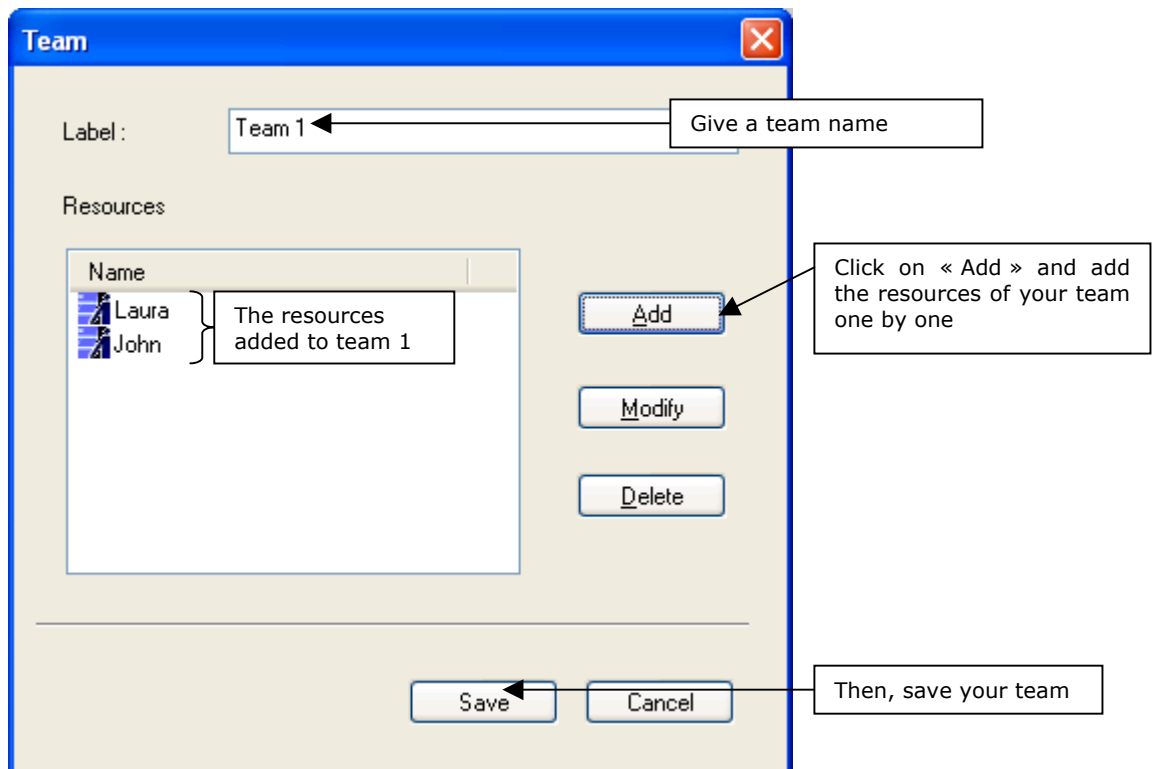 Team
Label :
Team 1
Give a team name
Resources
Name
Laura
John
The resources
added to team 1
Add
Click on « Add » and add
the resources of your team
one by one
Modify
Delete
Save
Cancel
Then, save your team